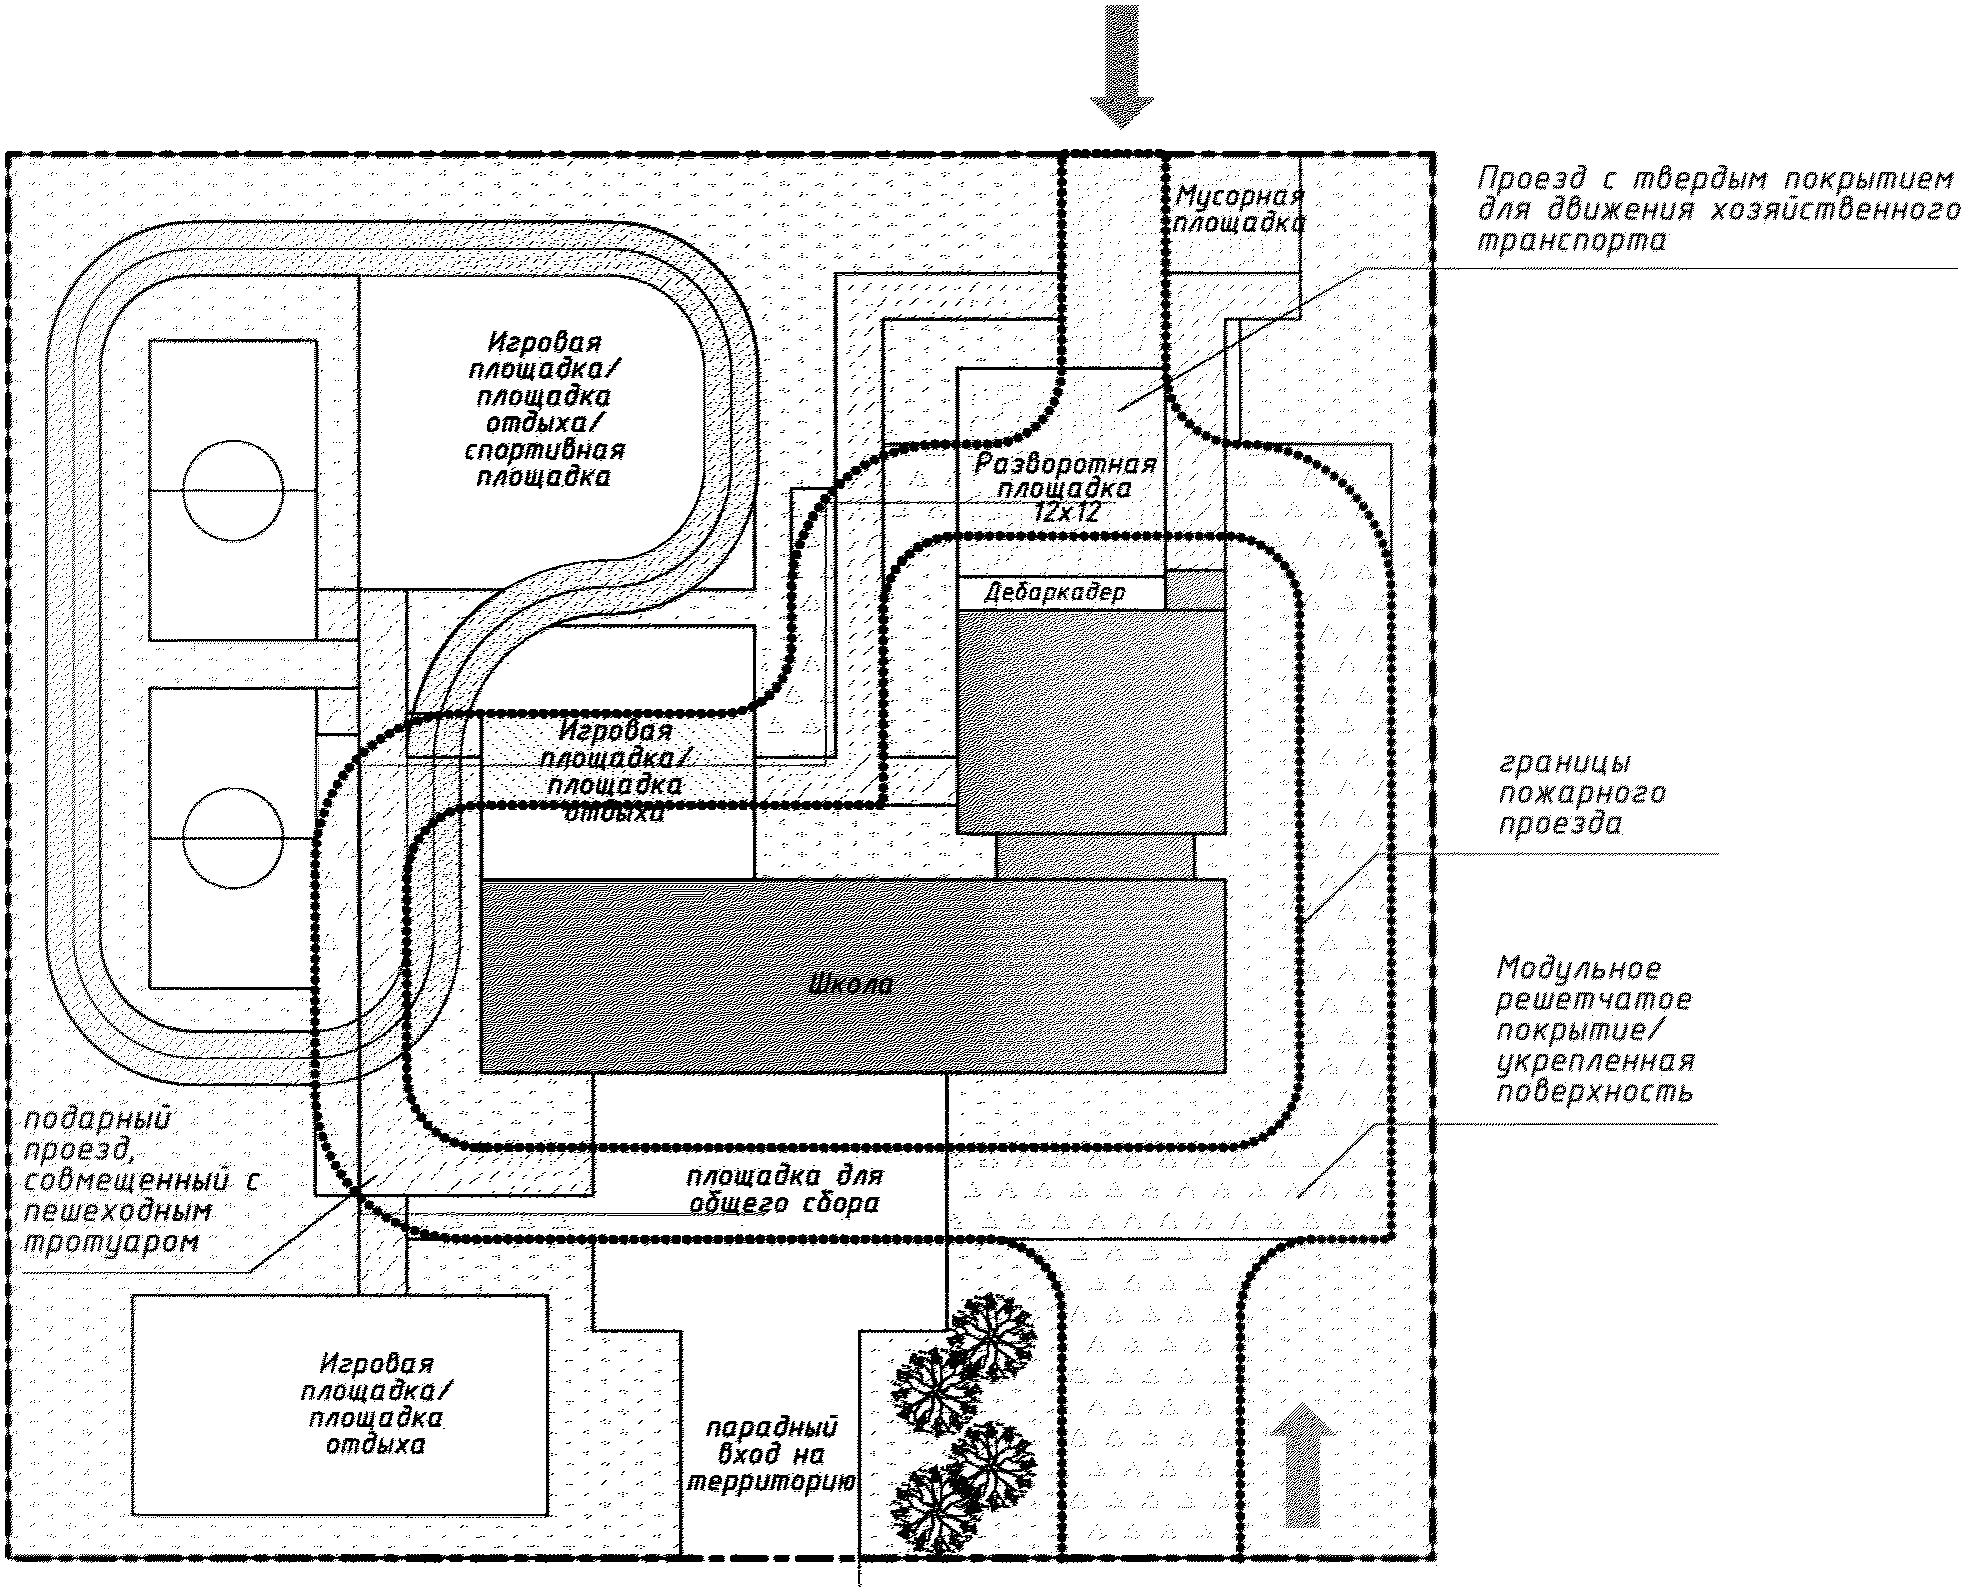 Мусорная
площадка
Проезд с твердым покрытием
для движения хозяйственного
транспорта
Игровая
площадка/
площадка
отдыха/
спортивная
площадка
Разворотная
площадка
12х12
Дебаркадер
Игровая
площадка/
площадка
отдыха
границы
пожарного
проезда
Школа
Модульное
решетчатое
покрытие/
укрепленная
поверхность
подарный
проезд,
совмещенный с
пешеходным
тротуаром
площадка для
общего сбора
Игровая
площадка/
площадка
отдыха
парадный
вход на
территорию